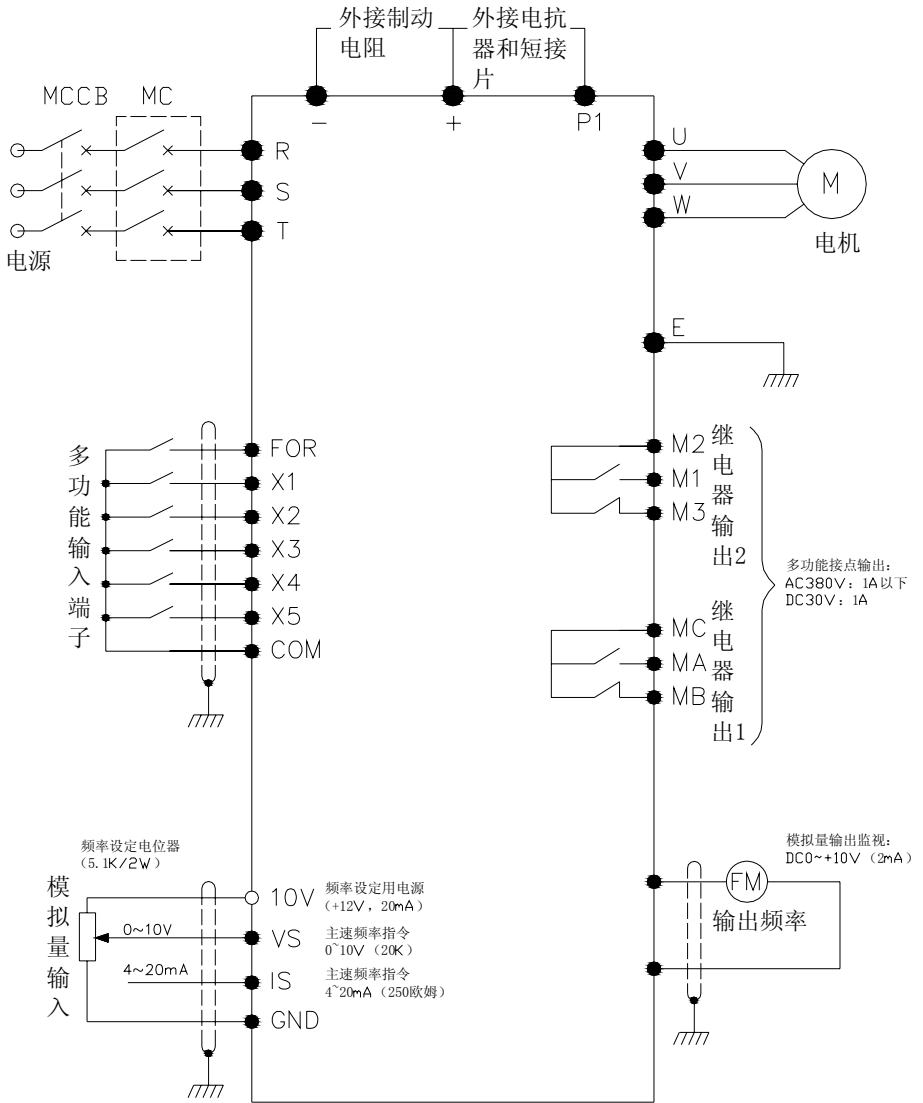 外接制动
电阻
外接电抗
器和短接
片
MCCB
MC
−
+
P1
R
S
T
电源
U
V
W
M
电机
E
多功能输入端子
FOR
X1
X2
X3
X4
X5
COM
M2
M1
M3
继电器输出2
MC
MA
MB
继电器输出1
多功能接点输出:
AC380V: 1A以下
DC30V: 1A
频率设定电位器
(5.1K/2W)
模拟量输入
0~10V
4~20mA
10V
频率设定用电源
(+12V, 20mA)
VS
主速频率指令
0~10V (20K)
IS
主速频率指令
4~20mA (250欧姆)
GND
模拟量输出监视:
DC0~+10V (2mA)
FM
输出频率